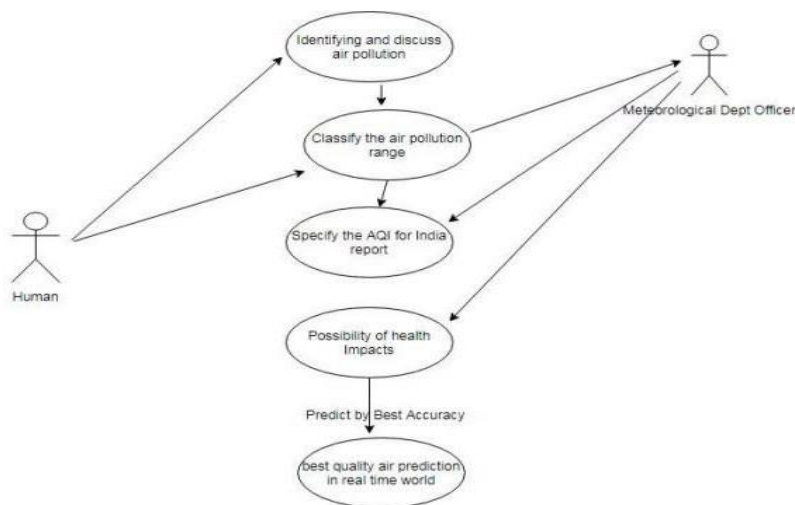 Identifying and discuss
air pollution
Meteorological Dept Officer
Classify the air pollution
range
Specify the AQI for India
report
Human
Possibility of health
Impacts
Predict by Best Accuracy
best quality air prediction
in real time world